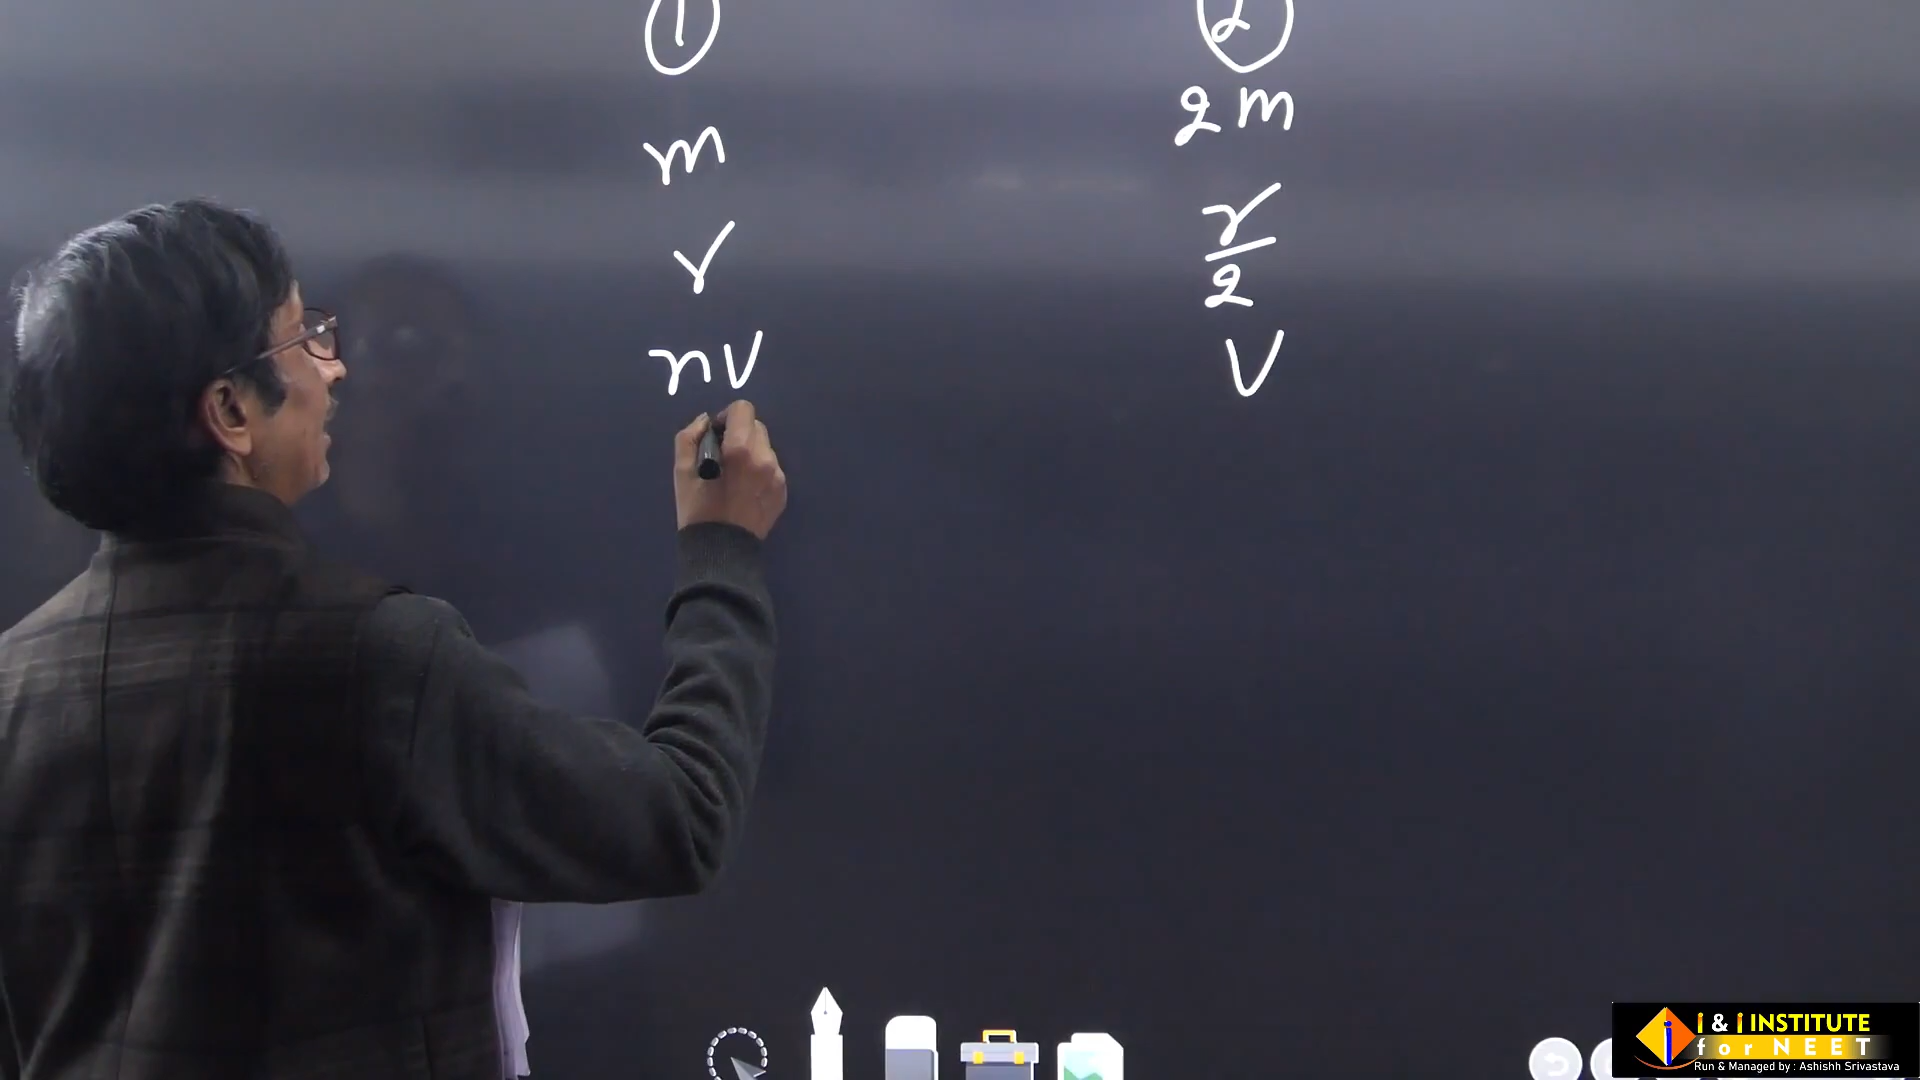 ① ②
m 2m
r r/2
nv v
i & i INSTITUTE
for NEET
Run & Managed by : Ashishh Srivastava